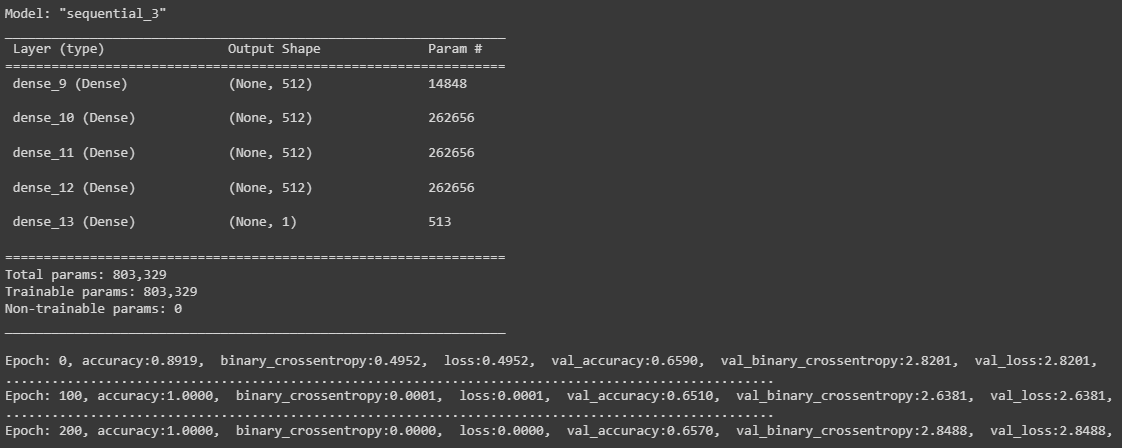 Model: "sequential_3"
Layer (type) Output Shape Param #
dense_9 (Dense) (None, 512) 14848
dense_10 (Dense) (None, 512) 262656
dense_11 (Dense) (None, 512) 262656
dense_12 (Dense) (None, 512) 262656
dense_13 (Dense) (None, 1) 513
Total params: 803,329
Trainable params: 803,329
Non-trainable params: 0
Epoch: 0, accuracy:0.8919, binary_crossentropy:0.4952, loss:0.4952, val_accuracy:0.6590, val_binary_crossentropy:2.8201, val_loss:2.8201,
....................................................................................................
Epoch: 100, accuracy:1.0000, binary_crossentropy:0.0001, loss:0.0001, val_accuracy:0.6510, val_binary_crossentropy:2.6381, val_loss:2.6381,
....................................................................................................
Epoch: 200, accuracy:1.0000, binary_crossentropy:0.0000, loss:0.0000, val_accuracy:0.6570, val_binary_crossentropy:2.8488, val_loss:2.8488,